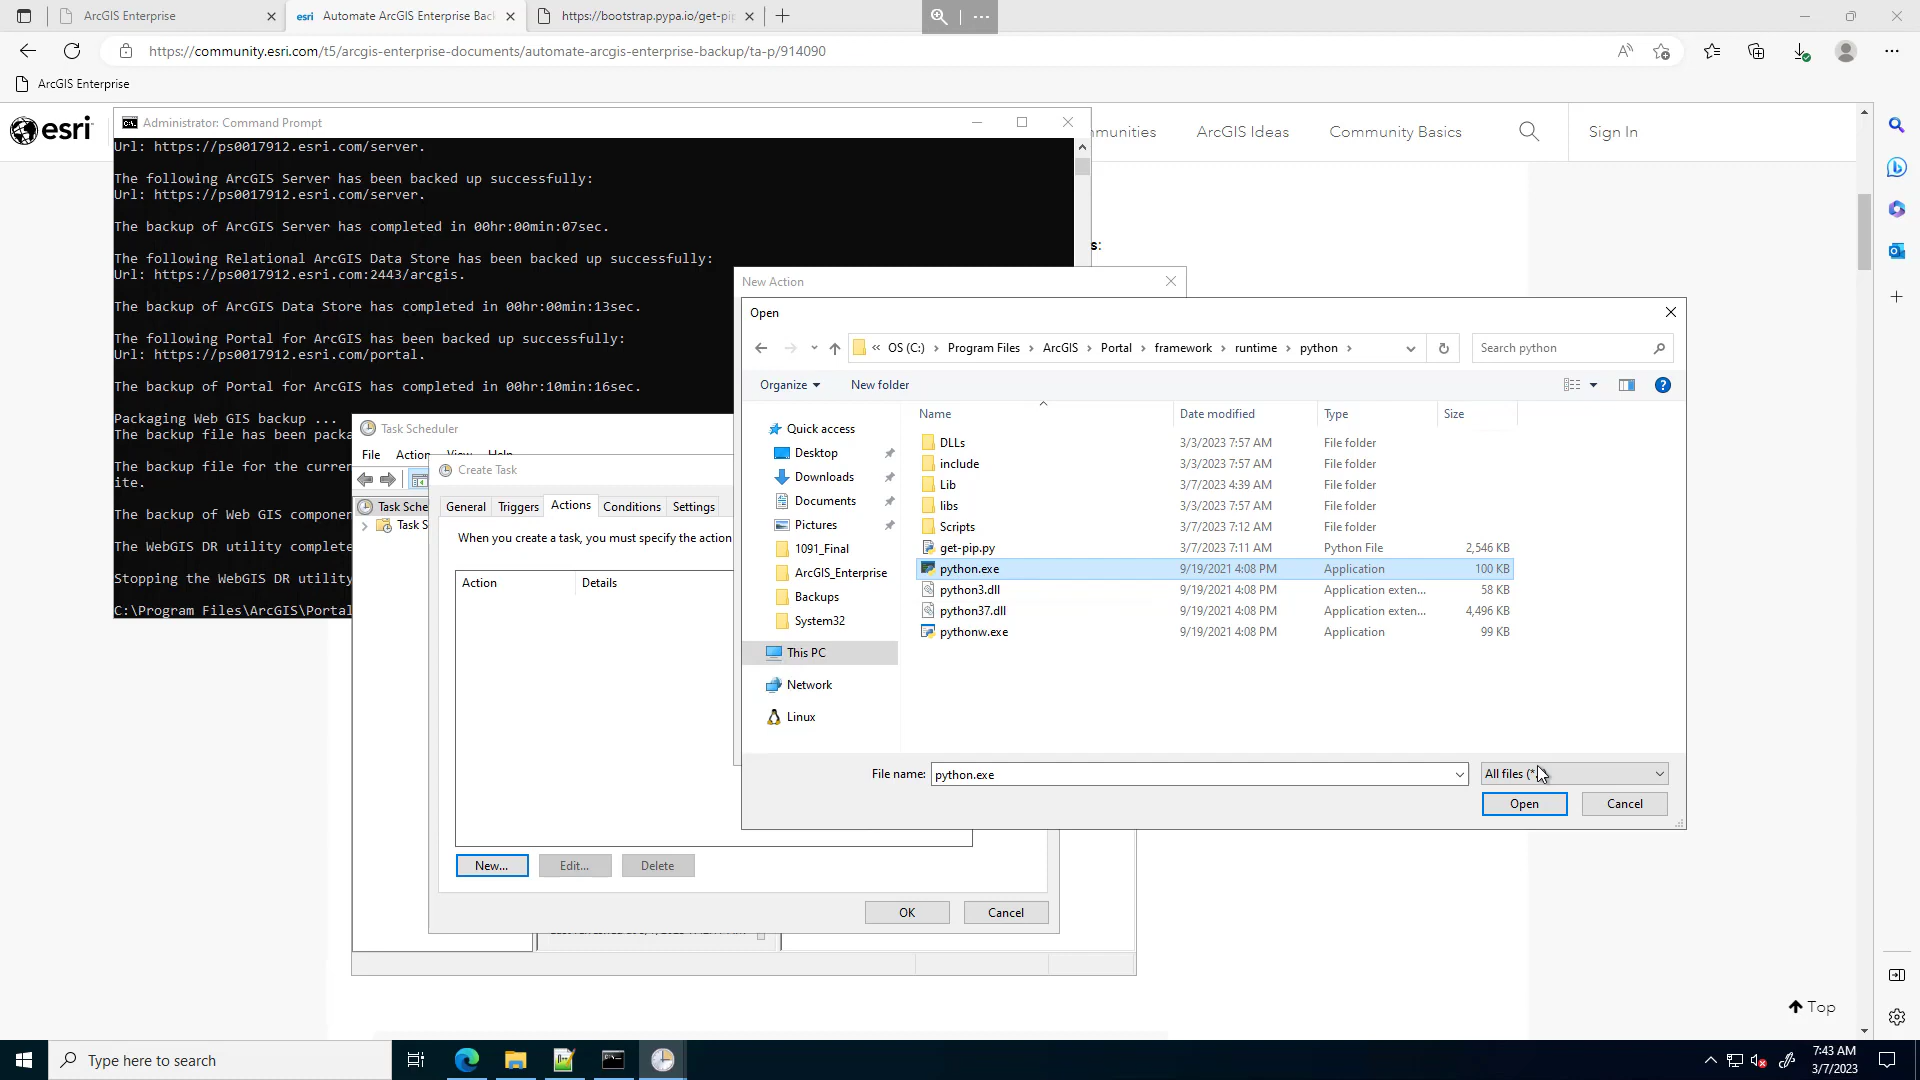 ArcGIS Enterprise
esri Automate ArcGIS Enterprise Bac
https://bootstrap.pypa.io/get-pip
https://community.esri.com/t5/arcgis-enterprise-documents/automate-arcgis-enterprise-backup/ta-p/914090
ArcGIS Enterprise
esri
mmunities
ArcGIS Ideas
Community Basics
Sign In
s:
Administrator: Command Prompt
Url: https://ps0017912.esri.com/server.
The following ArcGIS Server has been backed up successfully:
Url: https://ps0017912.esri.com/server.
The backup of ArcGIS Server has completed in 00hr:00min:07sec.
The following Relational ArcGIS Data Store has been backed up successfully:
Url: https://ps0017912.esri.com:2443/arcgis.
The backup of ArcGIS Data Store has completed in 00hr:00min:13sec.
The following Portal for ArcGIS has been backed up successfully:
Url: https://ps0017912.esri.com/portal.
The backup of Portal for ArcGIS has completed in 00hr:10min:16sec.
Packaging Web GIS backup ...
The backup file has been packa
The backup file for the curren
ite.
The backup of Web GIS componen
The WebGIS DR utility complete
Stopping the WebGIS DR utility
C:\Program Files\ArcGIS\Portal
Task Scheduler
File Action View Help
Task Sche
Task S
Create Task
General Triggers Actions Conditions Settings
When you create a task, you must specify the action
Action Details
New... Edit... Delete
OK Cancel
New Action
Open
« OS (C:) › Program Files › ArcGIS › Portal › framework › runtime › python ›
Search python
Organize New folder
Quick access
Desktop
Downloads
Documents
Pictures
1091_Final
ArcGIS_Enterprise
Backups
System32
This PC
Network
Linux
Name Date modified Type Size
DLLs 3/3/2023 7:57 AM File folder
include 3/3/2023 7:57 AM File folder
Lib 3/7/2023 4:39 AM File folder
libs 3/3/2023 7:57 AM File folder
Scripts 3/7/2023 7:12 AM File folder
get-pip.py 3/7/2023 7:11 AM Python File 2,546 KB
python.exe 9/19/2021 4:08 PM Application 100 KB
python3.dll 9/19/2021 4:08 PM Application exten... 58 KB
python37.dll 9/19/2021 4:08 PM Application exten... 4,496 KB
pythonw.exe 9/19/2021 4:08 PM Application 99 KB
File name: python.exe
All files (*.
Open Cancel
Top
Type here to search
7:43 AM
3/7/2023